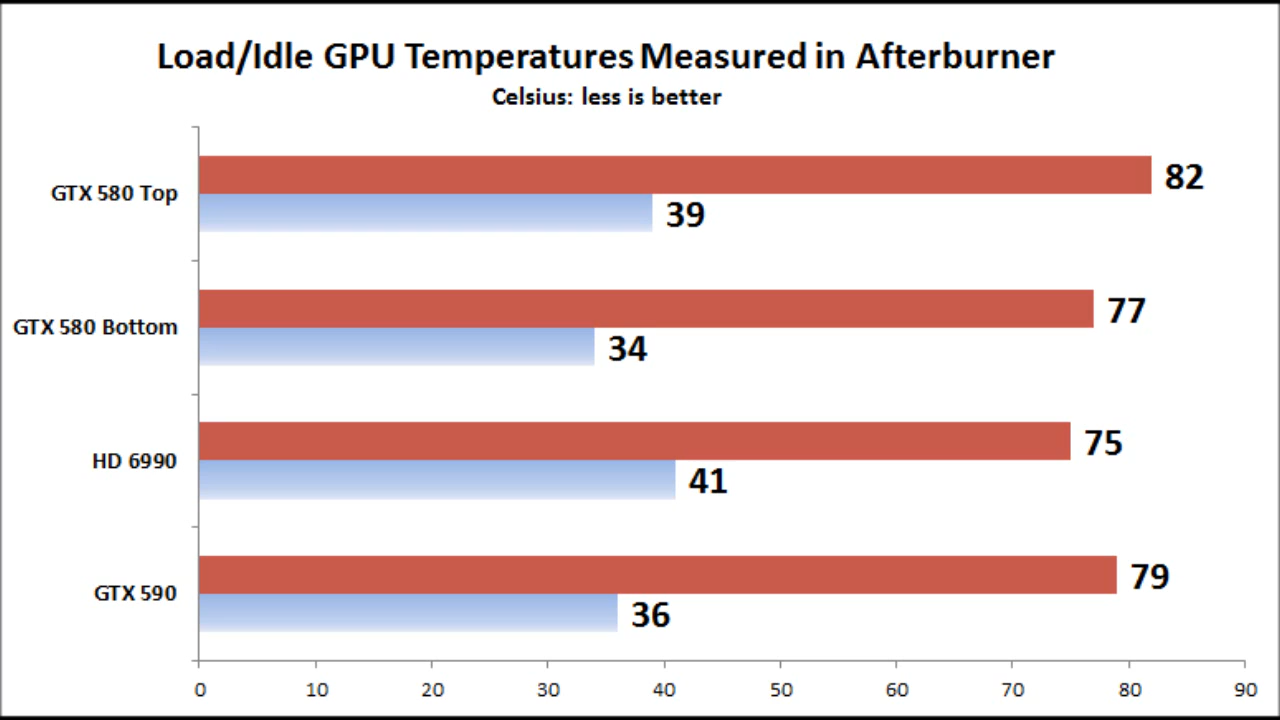 Load/Idle GPU Temperatures Measured in Afterburner
Celsius: less is better
GTX 580 Top
82
39
GTX 580 Bottom
77
34
HD 6990
75
41
GTX 590
79
36
0 10 20 30 40 50 60 70 80 90